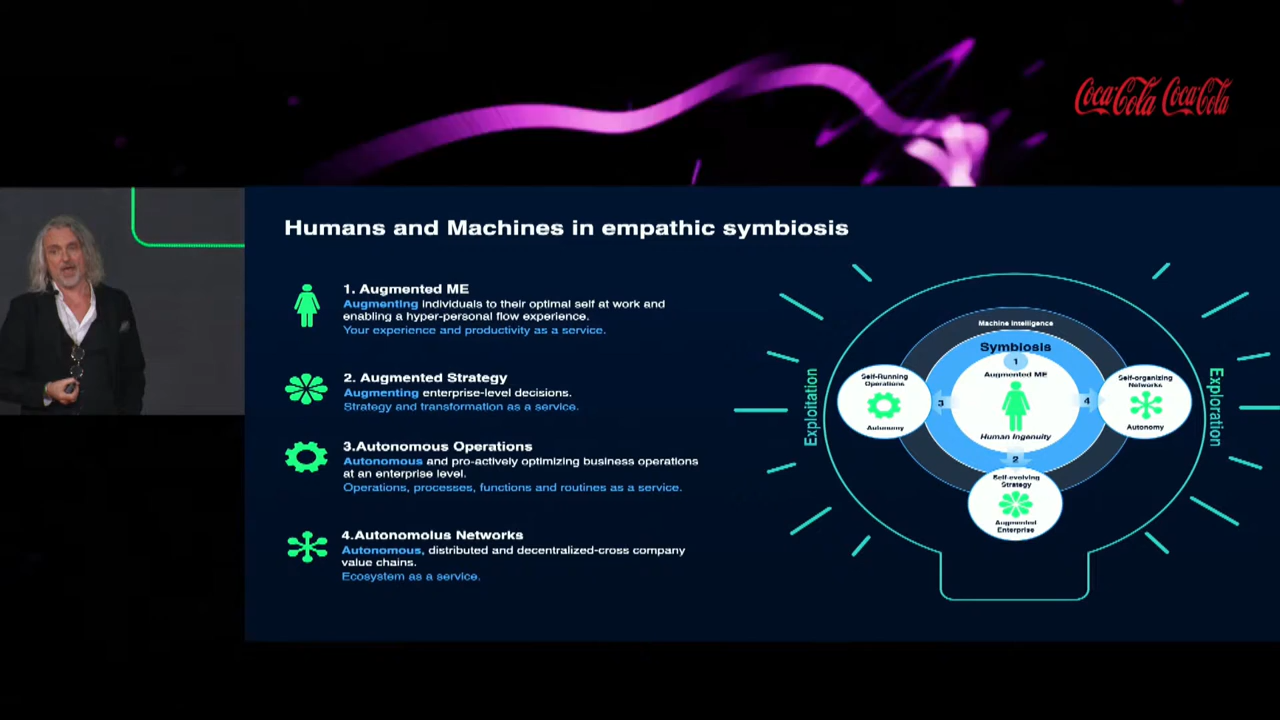 Coca-Cola Coca-Cola
Humans and Machines in empathic symbiosis
1. Augmented ME
Augmenting individuals to their optimal self at work and
enabling a hyper-personal flow experience.
Your experience and productivity as a service.
2. Augmented Strategy
Augmenting enterprise-level decisions.
Strategy and transformation as a service.
3.Autonomous Operations
Autonomous and pro-actively optimizing business operations
at an enterprise level.
Operations, processes, functions and routines as a service.
4.Autonomolus Networks
Autonomous, distributed and decentralized-cross company
value chains.
Ecosystem as a service.
Machine Intelligence
Symbiosis
1
Augmented ME
Human Ingenuity
Exploitation
Self-Running
Operations
Autonomy
3
4
Self-organizing
Networks
Autonomy
Exploration
2
Self-evolving
Strategy
Augmented
Enterprise